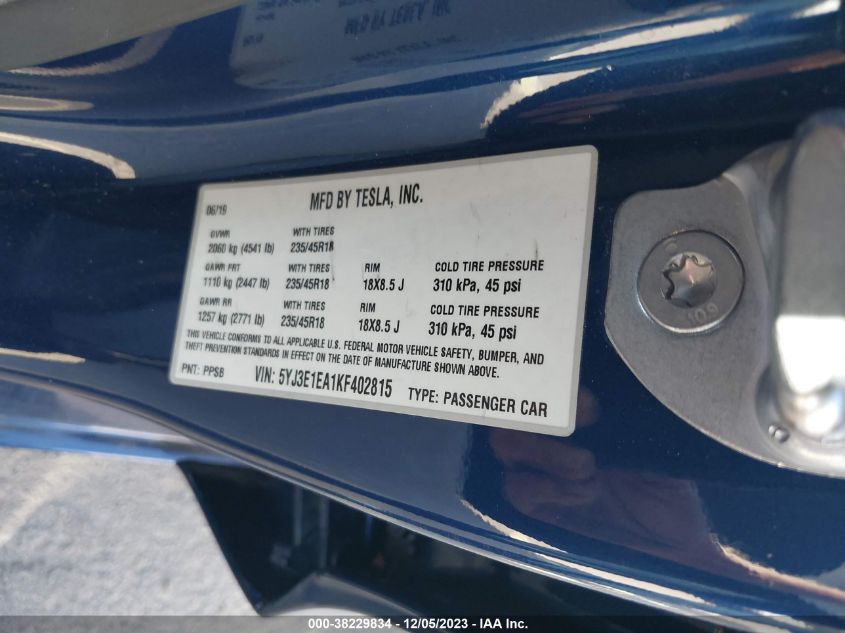 06/19 MFD BY TESLA, INC.
GVWR WITH TIRES
2060 kg (4541 lb) 235/45R18
GAWR FRT WITH TIRES RIM COLD TIRE PRESSURE
1110 kg (2447 lb) 235/45R18 18X8.5 J 310 kPa, 45 psi
GAWR RR WITH TIRES RIM COLD TIRE PRESSURE
1257 kg (2771 lb) 235/45R18 18X8.5 J 310 kPa, 45 psi
THIS VEHICLE CONFORMS TO ALL APPLICABLE U.S. FEDERAL MOTOR VEHICLE SAFETY, BUMPER, AND
THEFT PREVENTION STANDARDS IN EFFECT ON THE DATE OF MANUFACTURE SHOWN ABOVE.
PNT: PPSB VIN: 5YJ3E1EA1KF402815 TYPE: PASSENGER CAR
10.9
000-38229834 - 12/05/2023 - IAA Inc.